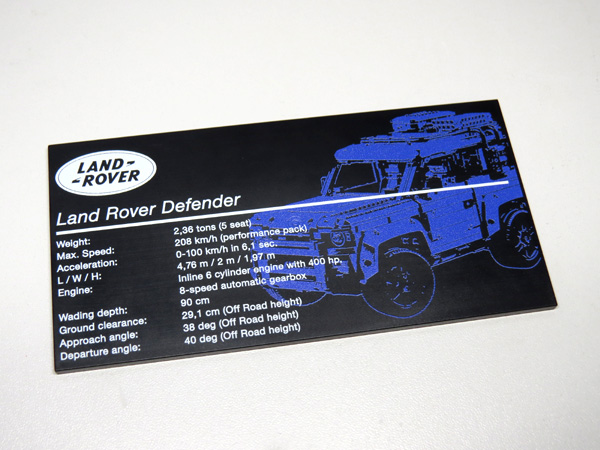 LAND-
-ROVER
Land Rover Defender
Weight: 2,36 tons (5 seat)
Max. Speed: 208 km/h (performance pack)
Acceleration: 0-100 km/h in 6,1 sec.
L / W / H: 4,76 m / 2 m / 1,97 m
Engine: Inline 6 cylinder engine with 400 hp.
8-speed automatic gearbox
Wading depth: 90 cm
Ground clearance: 29,1 cm (Off Road height)
Approach angle: 38 deg (Off Road height)
Departure angle: 40 deg (Off Road height)